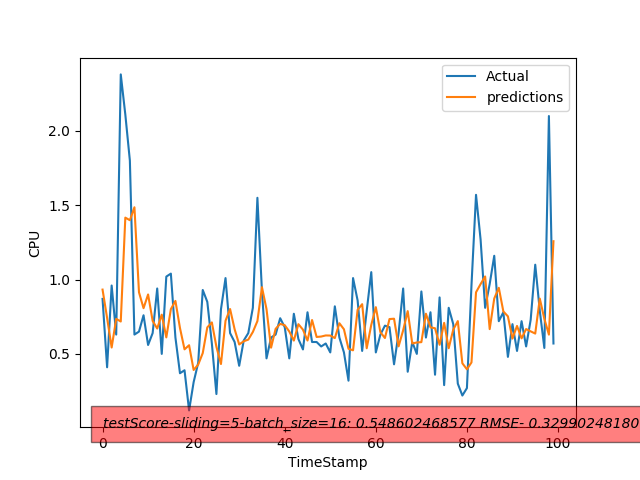 Actual
predictions
2.0
1.5
1.0
0.5
CPU
testScore-sliding=5-batch_size=16: 0.548602468577 RMSE- 0.32990248180
0 20 40 60 80 100
TimeStamp